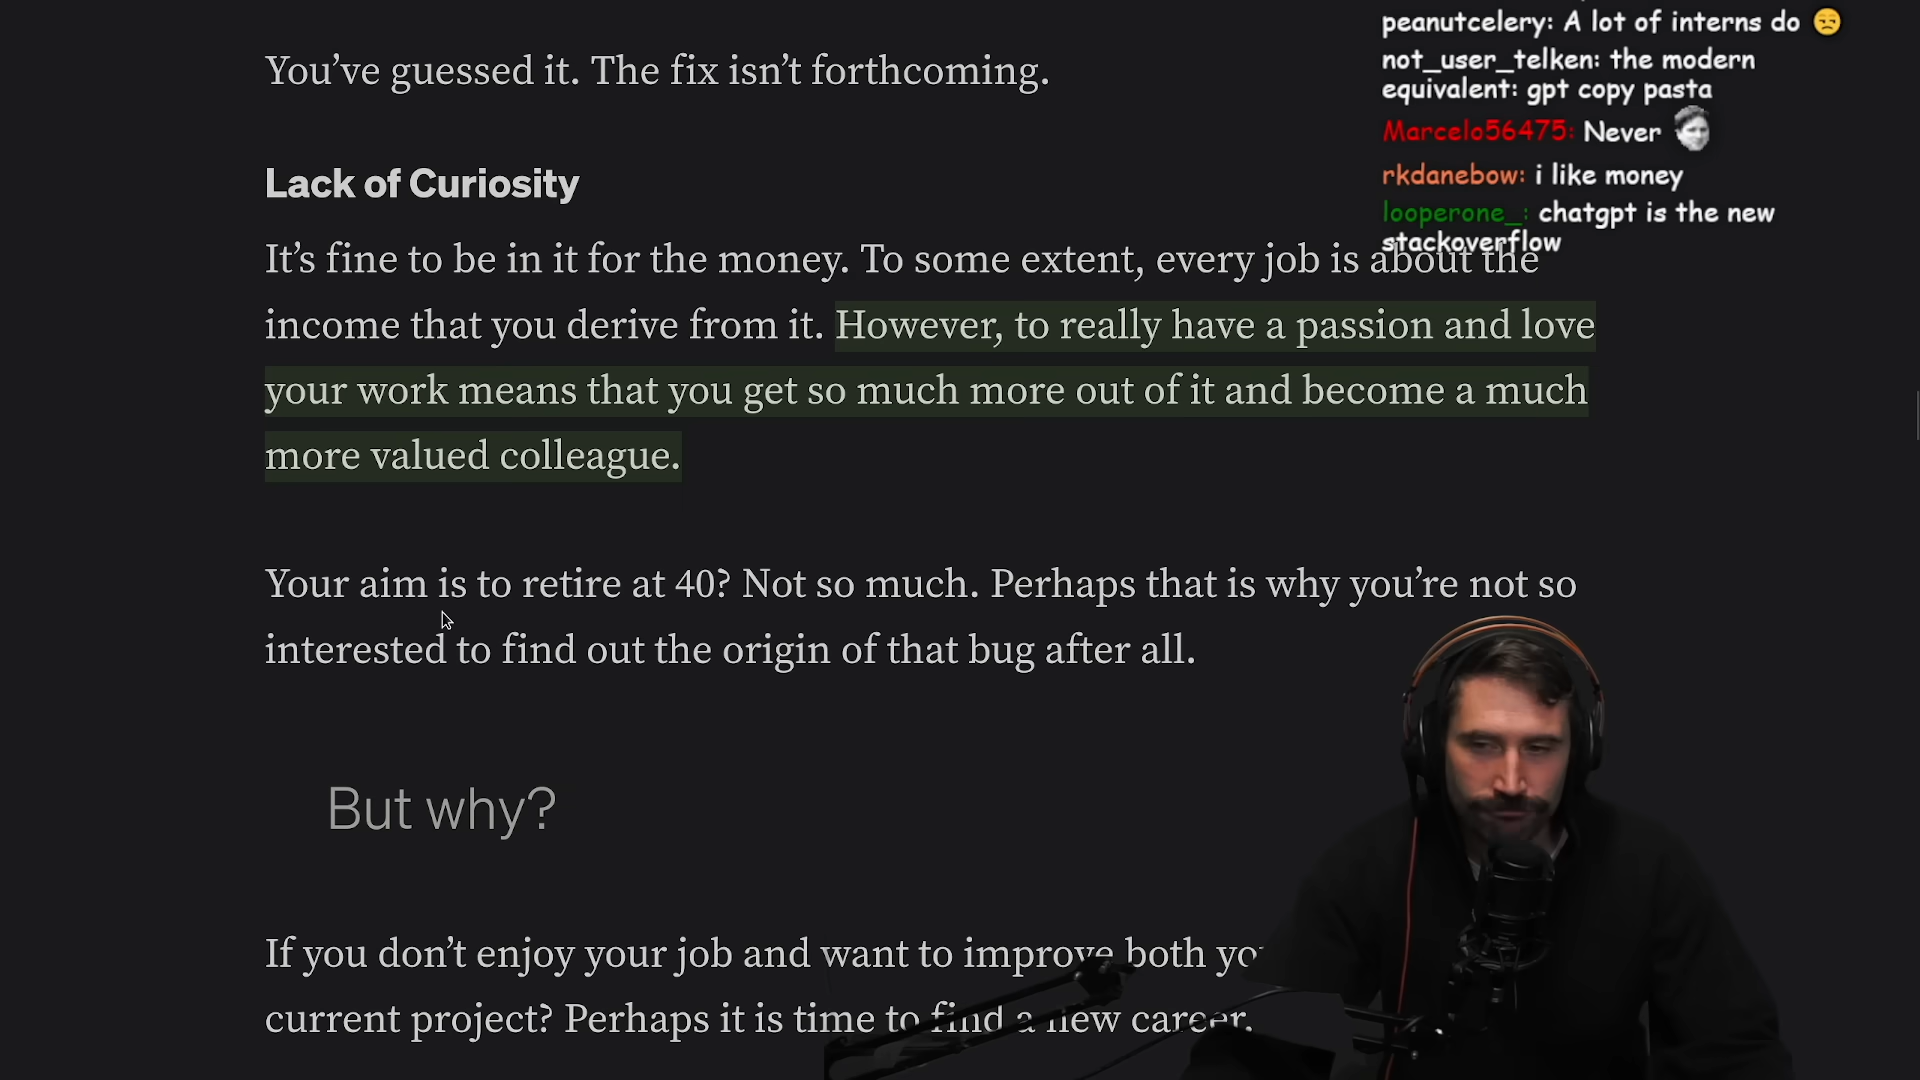 You’ve guessed it. The fix isn’t forthcoming.
Lack of Curiosity
It’s fine to be in it for the money. To some extent, every job is about the
income that you derive from it. However, to really have a passion and love
your work means that you get so much more out of it and become a much
more valued colleague.
Your aim is to retire at 40? Not so much. Perhaps that is why you’re not so
interested to find out the origin of that bug after all.
But why?
If you don’t enjoy your job and want to improve both
current project? Perhaps it is time to find a new career.
peanutcelery: A lot of interns do
not_user_telken: the modern
equivalent: gpt copy pasta
Marcelo56475: Never
rkdanebow: i like money
looperone_: chatgpt is the new
stackoverflow